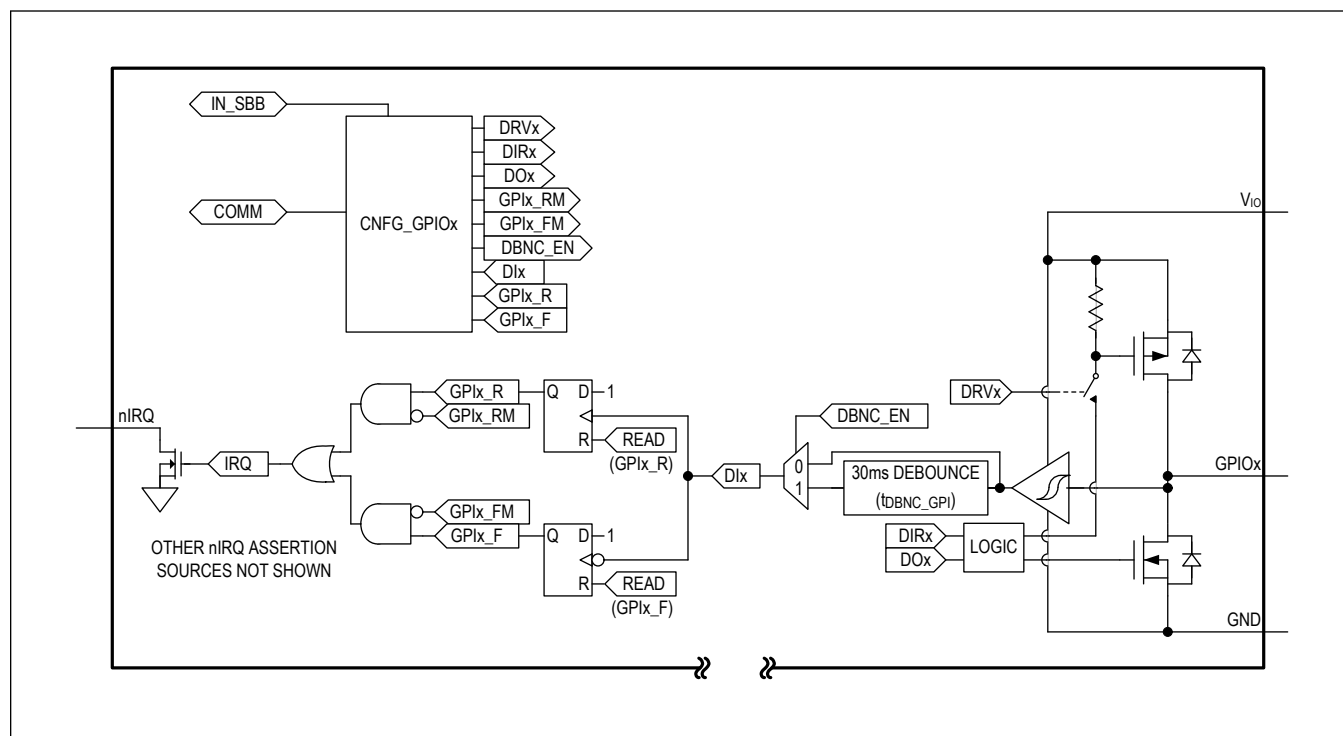 IN_SBB
COMM
CNFG_GPIOx
DRVx
DIRx
DOx
GPIx_RM
GPIx_FM
DBNC_EN
DIx
GPIx_R
GPIx_F
VIO
DRVx
GPIOx
GND
nIRQ
IRQ
GPIx_R
GPIx_RM
Q D 1
R
READ
(GPIx_R)
GPIx_FM
GPIx_F
Q D 1
R
READ
(GPIx_F)
OTHER nIRQ ASSERTION
SOURCES NOT SHOWN
DIx
DBNC_EN
0
1
30ms DEBOUNCE
(tDBNC_GPI)
DIRx
DOx
LOGIC